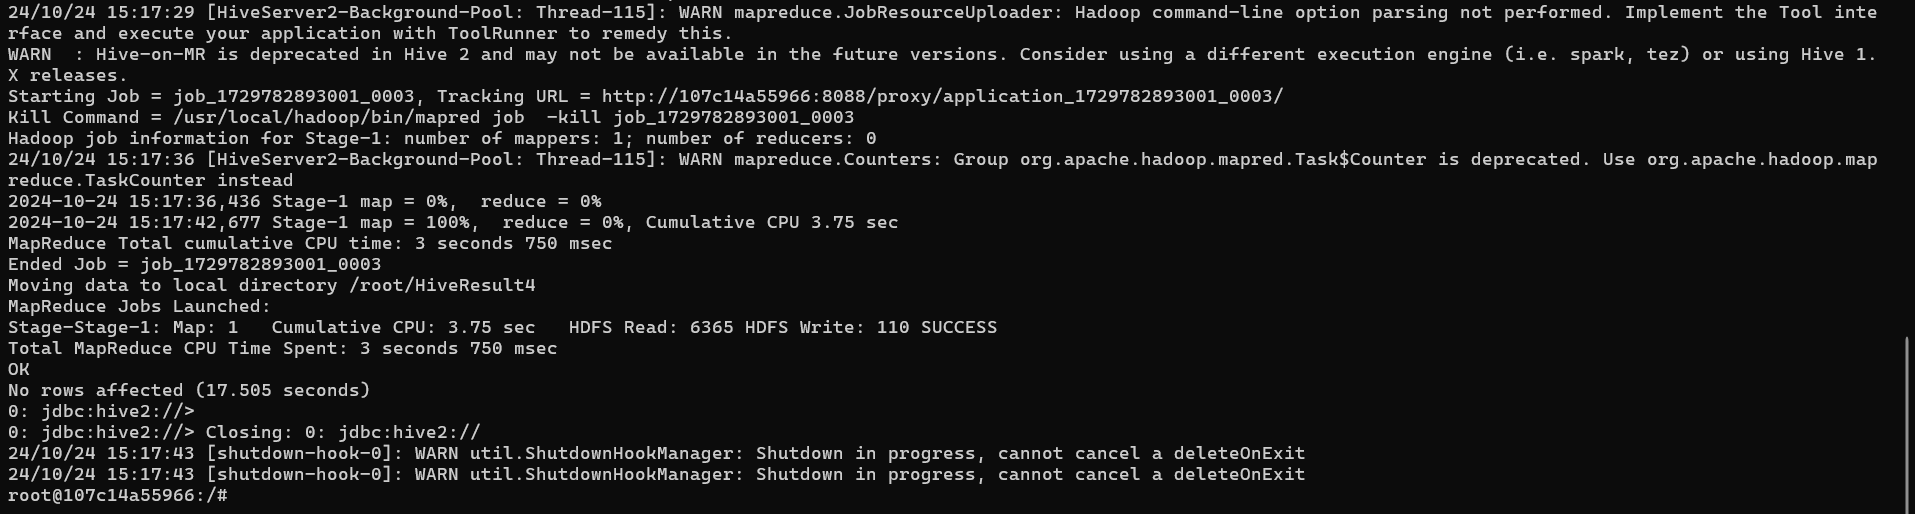 24/10/24 15:17:29 [HiveServer2-Background-Pool: Thread-115]: WARN mapreduce.JobResourceUploader: Hadoop command-line option parsing not performed. Implement the Tool inte
rface and execute your application with ToolRunner to remedy this.
WARN  : Hive-on-MR is deprecated in Hive 2 and may not be available in the future versions. Consider using a different execution engine (i.e. spark, tez) or using Hive 1.
X releases.
Starting Job = job_1729782893001_0003, Tracking URL = http://107c14a55966:8088/proxy/application_1729782893001_0003/
Kill Command = /usr/local/hadoop/bin/mapred job  -kill job_1729782893001_0003
Hadoop job information for Stage-1: number of mappers: 1; number of reducers: 0
24/10/24 15:17:36 [HiveServer2-Background-Pool: Thread-115]: WARN mapreduce.Counters: Group org.apache.hadoop.mapred.Task$Counter is deprecated. Use org.apache.hadoop.map
reduce.TaskCounter instead
2024-10-24 15:17:36,436 Stage-1 map = 0%,  reduce = 0%
2024-10-24 15:17:42,677 Stage-1 map = 100%,  reduce = 0%, Cumulative CPU 3.75 sec
MapReduce Total cumulative CPU time: 3 seconds 750 msec
Ended Job = job_1729782893001_0003
Moving data to local directory /root/HiveResult4
MapReduce Jobs Launched:
Stage-Stage-1: Map: 1   Cumulative CPU: 3.75 sec   HDFS Read: 6365 HDFS Write: 110 SUCCESS
Total MapReduce CPU Time Spent: 3 seconds 750 msec
OK
No rows affected (17.505 seconds)
0: jdbc:hive2://>
0: jdbc:hive2://> Closing: 0: jdbc:hive2://
24/10/24 15:17:43 [shutdown-hook-0]: WARN util.ShutdownHookManager: Shutdown in progress, cannot cancel a deleteOnExit
24/10/24 15:17:43 [shutdown-hook-0]: WARN util.ShutdownHookManager: Shutdown in progress, cannot cancel a deleteOnExit
root@107c14a55966:/#